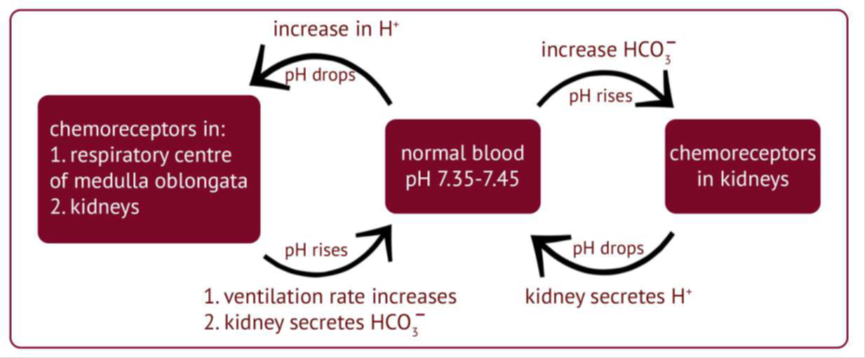 increase in H⁺
pH drops
chemoreceptors in:
1. respiratory centre
of medulla oblongata
2. kidneys
pH rises
1. ventilation rate increases
2. kidney secretes HCO₃⁻
normal blood
pH 7.35-7.45
increase HCO₃⁻
pH rises
chemoreceptors
in kidneys
pH drops
kidney secretes H⁺